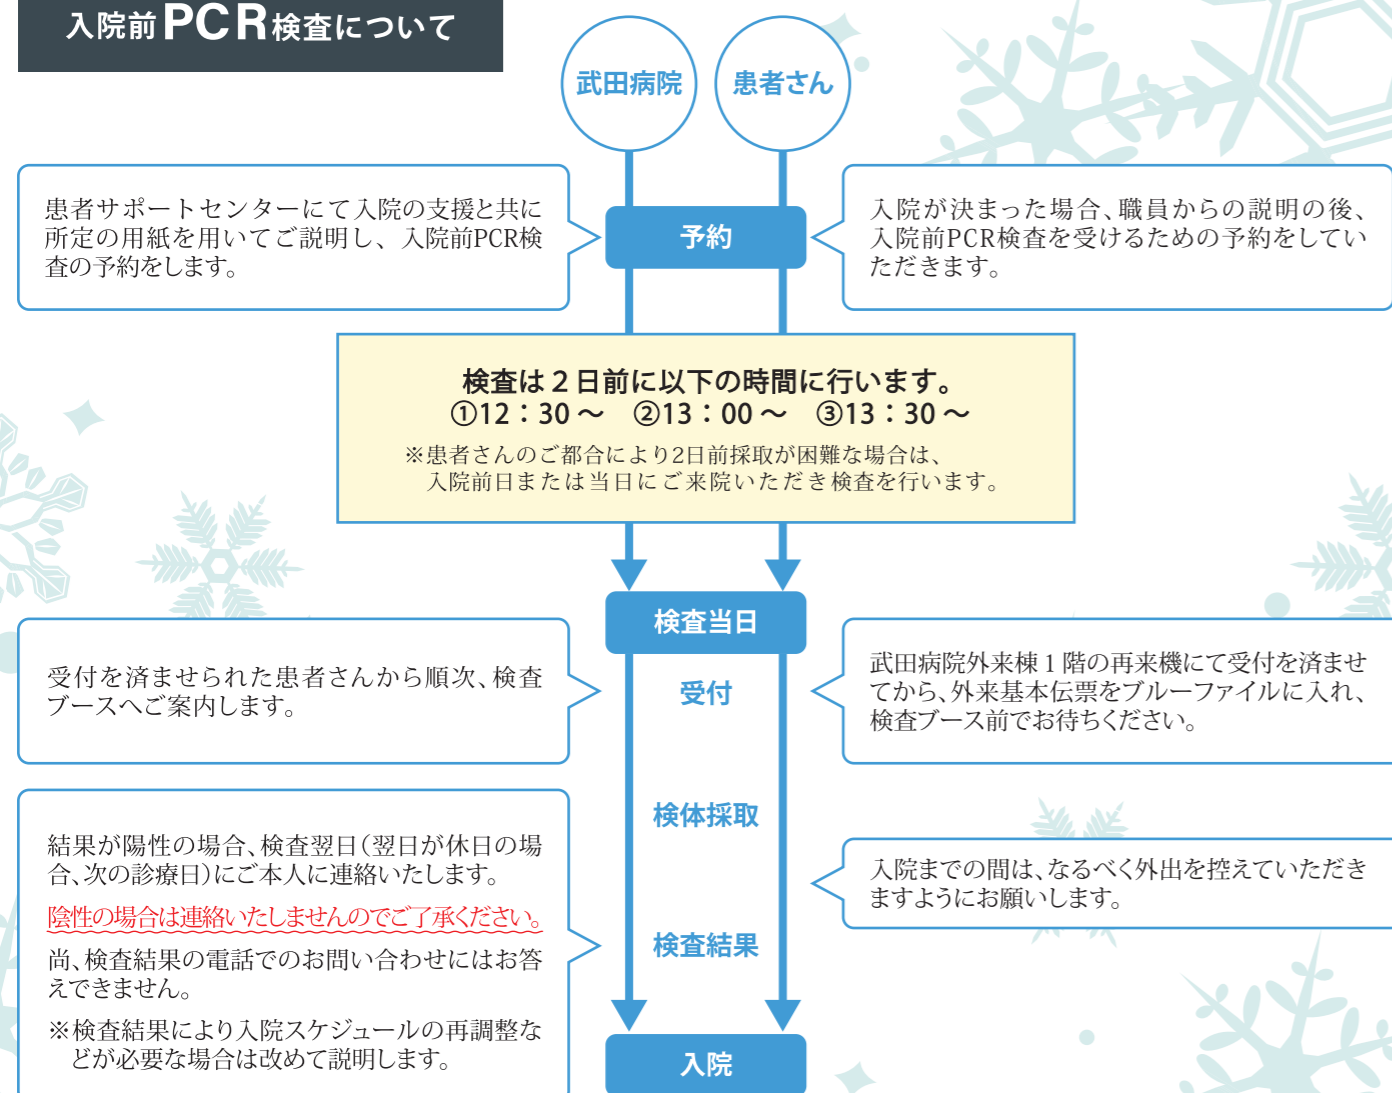 入院前PCR検査について
武田病院
患者さん
患者サポートセンターにて入院の支援と共に
所定の用紙を用いてご説明し、入院前PCR検
査の予約をします。
予約
入院が決まった場合、職員からの説明の後、
入院前PCR検査を受けるための予約をしてい
ただきます。
検査は2日前に以下の時間に行います。
①12：30～　②13：00～　③13：30～
※患者さんのご都合により2日前採取が困難な場合は、
入院前日または当日にご来院いただき検査を行います。
検査当日
受付を済ませられた患者さんから順次、検査
ブースへご案内します。
受付
武田病院外来棟1階の再来機にて受付を済ませ
てから、外来基本伝票をブルーファイルに入れ、
検査ブース前でお待ちください。
検体採取
結果が陽性の場合、検査翌日（翌日が休日の場
合、次の診療日）にご本人に連絡いたします。
陰性の場合は連絡いたしませんのでご了承ください。
尚、検査結果の電話でのお問い合わせにはお答
えできません。
※検査結果により入院スケジュールの再調整な
どが必要な場合は改めて説明します。
入院までの間は、なるべく外出を控えていただき
ますようにお願いします。
検査結果
入院